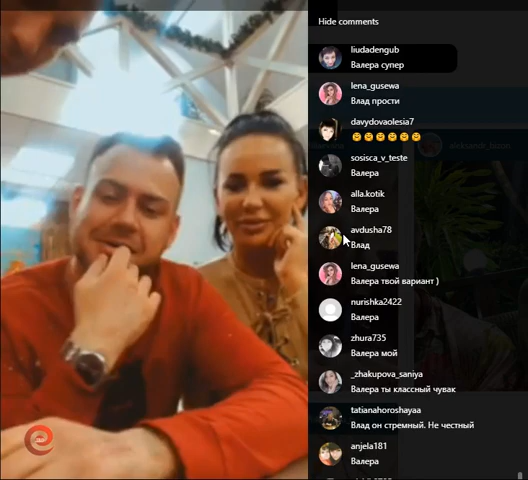 Hide comments
liudadengub
Валера супер
lena_gusewa
Влад прости
davydovaolesia7
sosisca_v_teste
Валера
alla.kotik
Валера
avdusha78
Влад
lena_gusewa
Валера твой вариант )
nurishka2422
Валера
zhura735
Валера мой
_zhakupova_saniya
Валера ты классный чувак
tatianahoroshayaa
Влад он стремный. Не честный
anjela181
Валера